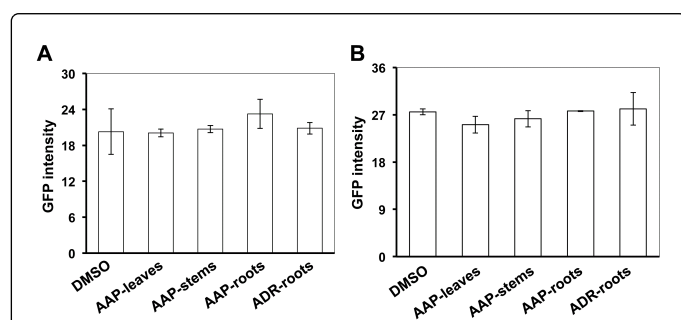 A
GFP intensity
30
24
18
12
6
0
DMSO
AAP-leaves
AAP-stems
AAP-roots
ADR-roots
B
GFP intensity
36
27
18
9
0
DMSO
AAP-leaves
AAP-stems
AAP-roots
ADR-roots